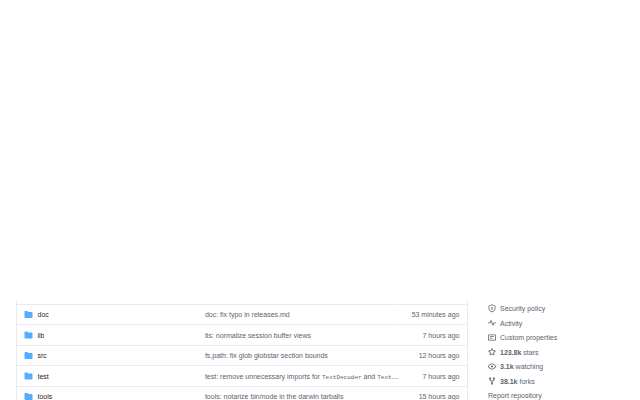 doc doc: fix typo in releases.md 53 minutes ago
lib tls: normalize session buffer views 7 hours ago
src fs,path: fix glob globstar section bounds 12 hours ago
test test: remove unnecessary imports for TextDecoder and Text... 7 hours ago
tools tools: notarize bin/node in the darwin tarballs 15 hours ago
Security policy
Activity
Custom properties
123.8k stars
3.1k watching
38.1k forks
Report repository